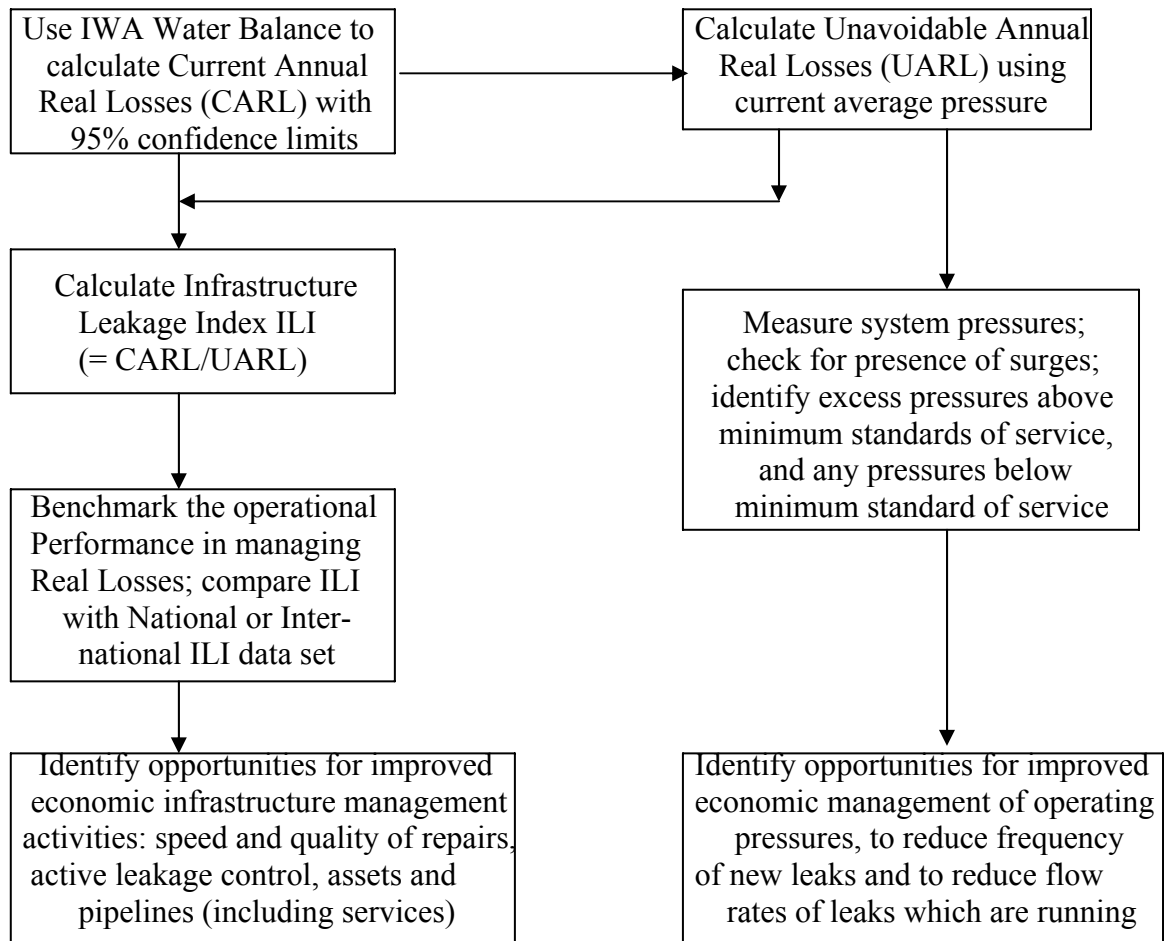 Use IWA Water Balance to
calculate Current Annual
Real Losses (CARL) with
95% confidence limits
Calculate Unavoidable Annual
Real Losses (UARL) using
current average pressure
Calculate Infrastructure
Leakage Index ILI
(= CARL/UARL)
Measure system pressures;
check for presence of surges;
identify excess pressures above
minimum standards of service,
and any pressures below
minimum standard of service
Benchmark the operational
Performance in managing
Real Losses; compare ILI
with National or Inter-
national ILI data set
Identify opportunities for improved
economic infrastructure management
activities: speed and quality of repairs,
active leakage control, assets and
pipelines (including services)
Identify opportunities for improved
economic management of operating
pressures, to reduce frequency
of new leaks and to reduce flow
rates of leaks which are running